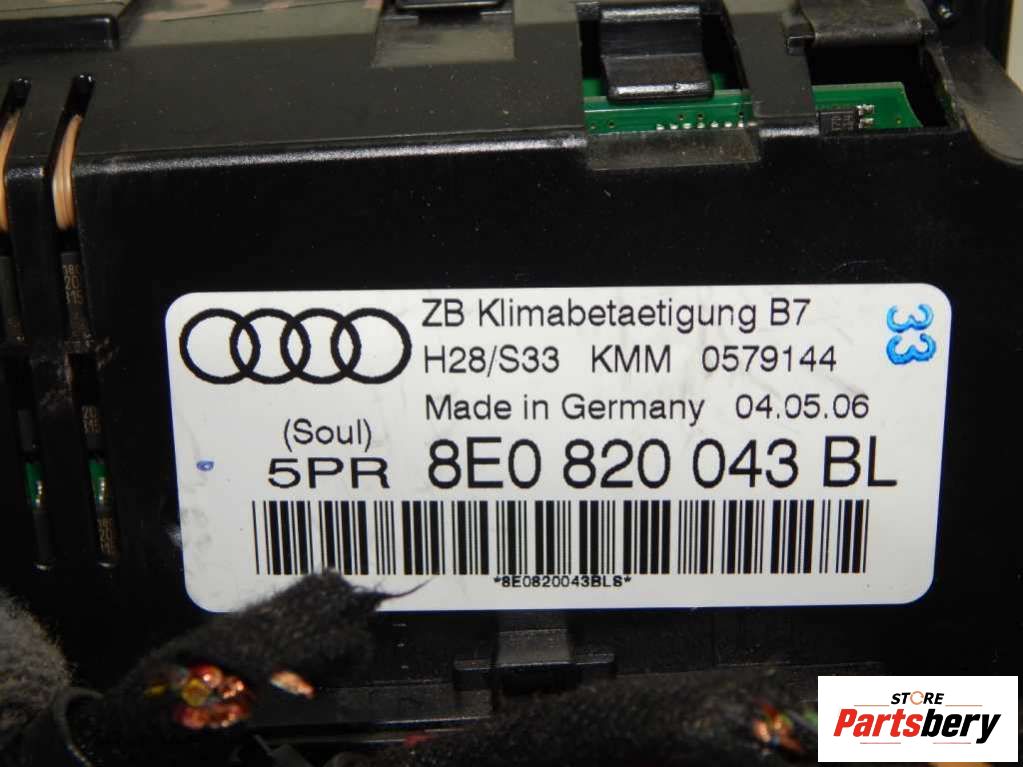 ZB Klimabetaetigung B7
33
H28/S33 KMM 0579144
Made in Germany 04.05.06
(Soul)
5PR 8E0 820 043 BL
*8E0820043BLS*
STORE
Partsbery